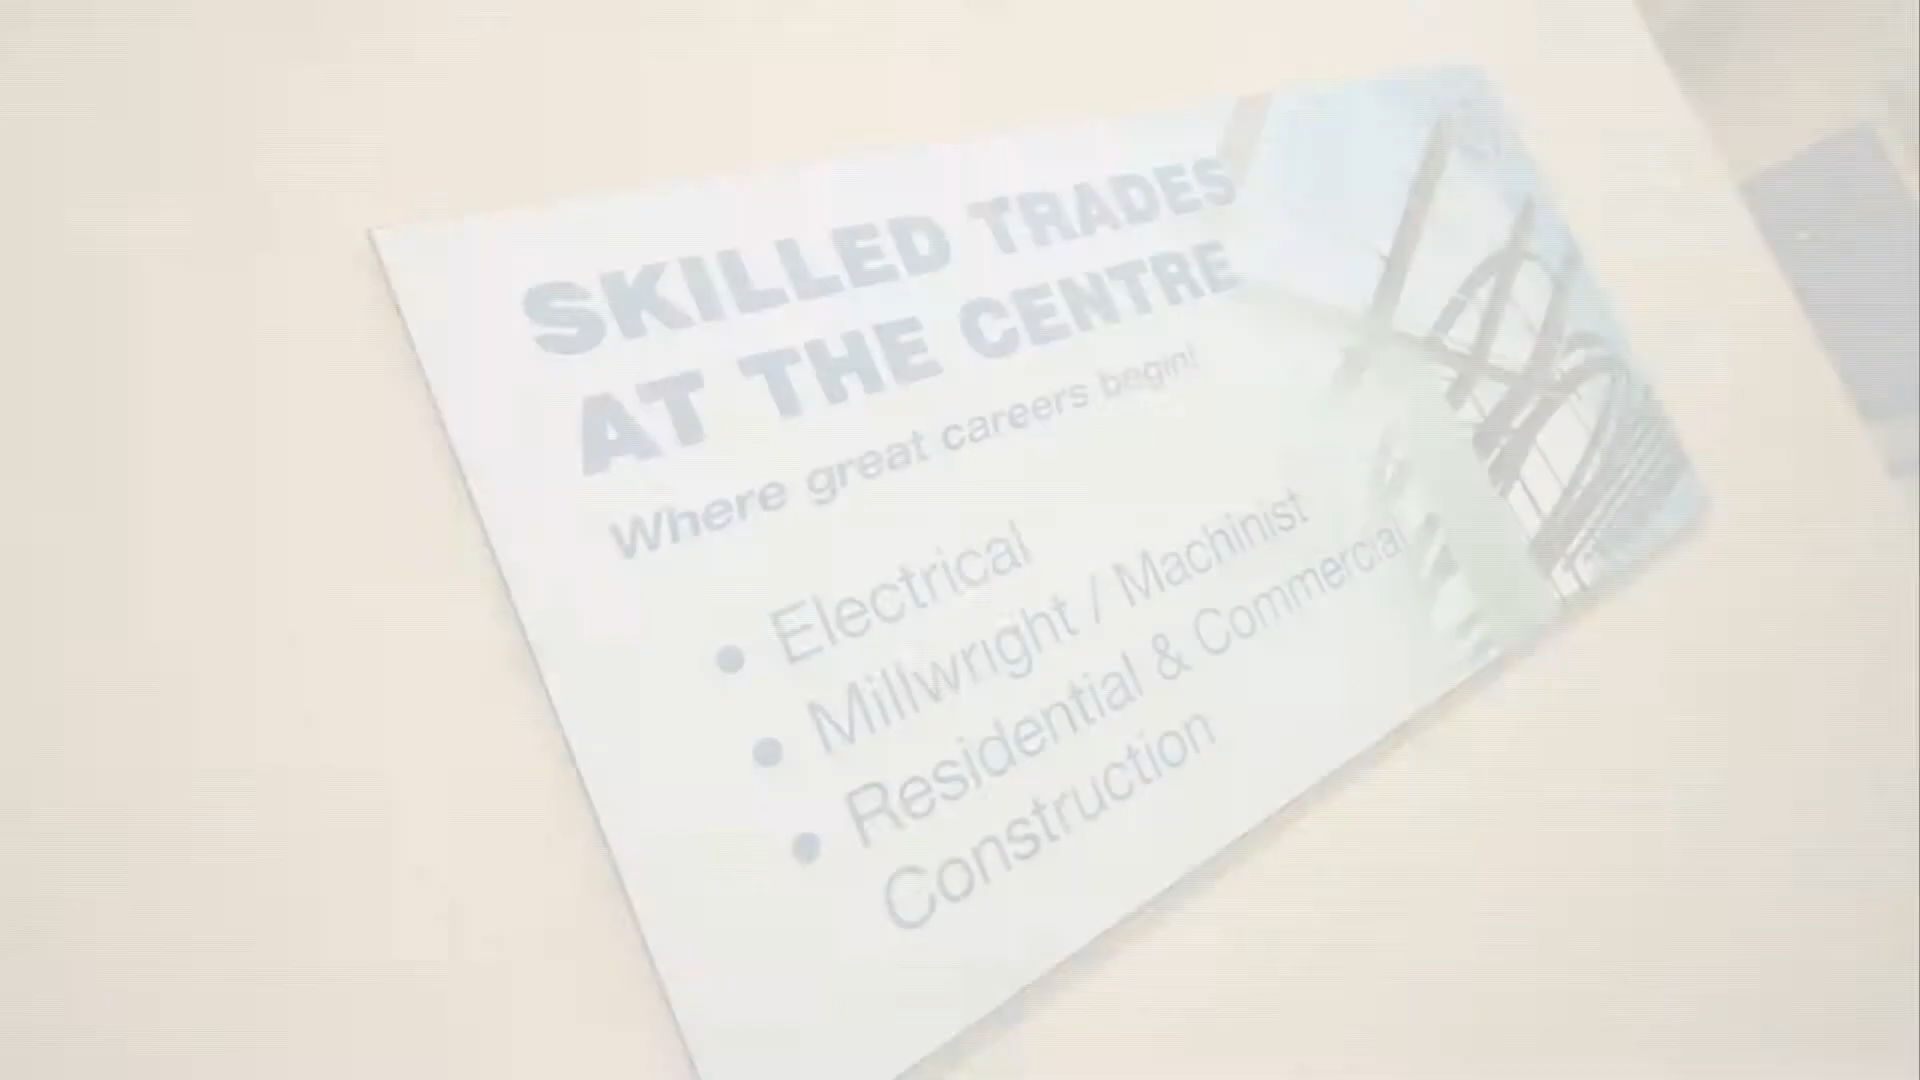 SKILLED TRADES
AT THE CENTRE
Where great careers begin!
• Electrical
• Millwright / Machinist
• Residential & Commercial
Construction